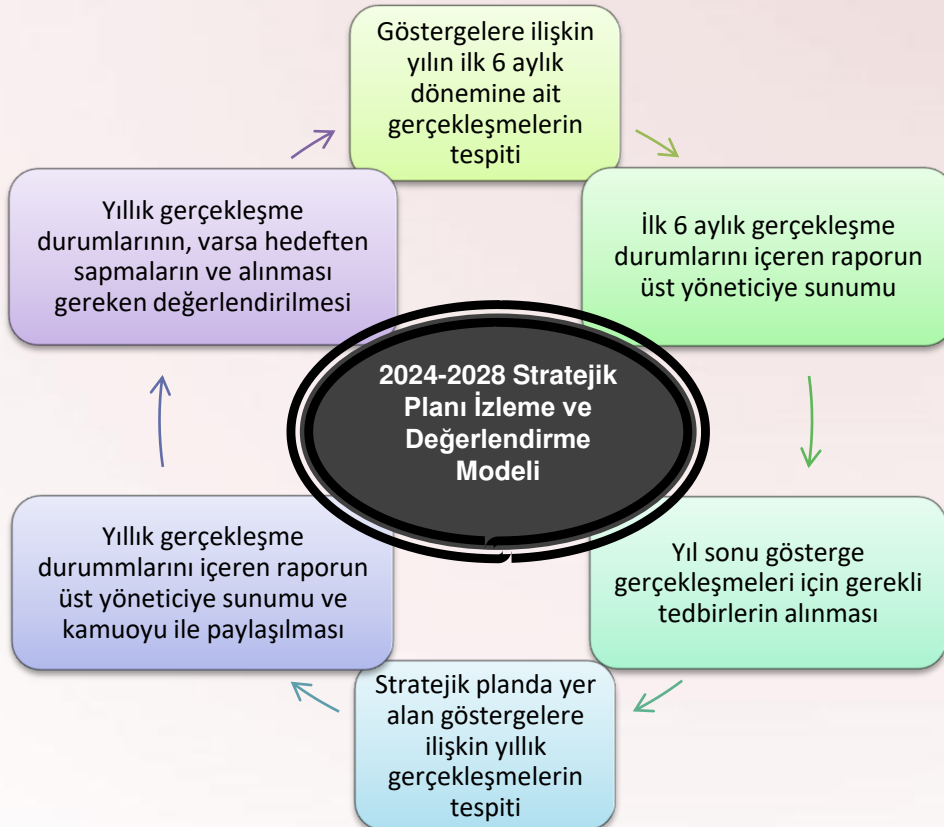 Göstergelere ilişkin
yılın ilk 6 aylık
dönemine ait
gerçekleşmelerin
tespiti
İlk 6 aylık gerçekleşme
durumlarını içeren raporun
üst yöneticiye sunumu
Yıl sonu gösterge
gerçekleşmeleri için gerekli
tedbirlerin alınması
Stratejik planda yer
alan göstergelere
ilişkin yıllık
gerçekleşmelerin
tespiti
Yıllık gerçekleşme
durummlarını içeren raporun
üst yöneticiye sunumu ve
kamuoyu ile paylaşılması
Yıllık gerçekleşme
durumlarının, varsa hedeften
sapmaların ve alınması
gereken değerlendirilmesi
2024-2028 Stratejik
Planı İzleme ve
Değerlendirme
Modeli